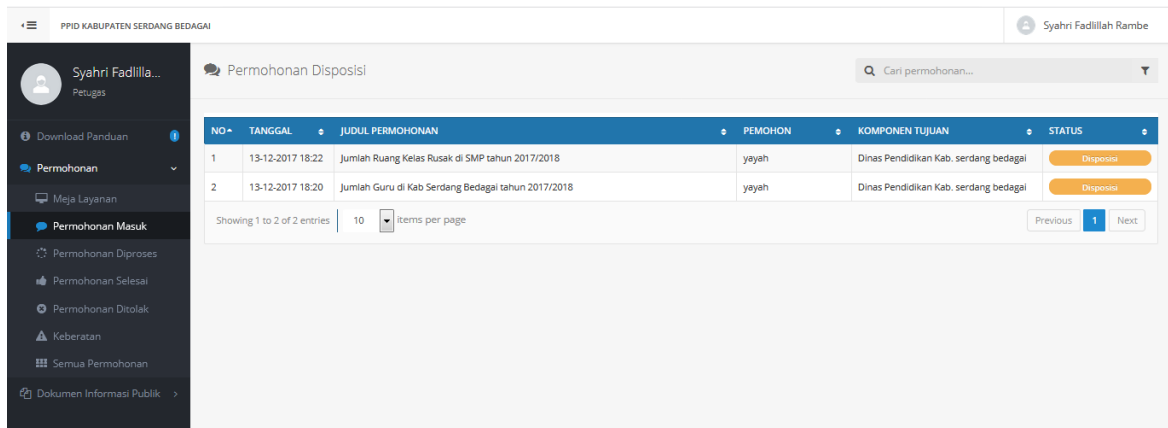 PPID KABUPATEN SERDANG BEDAGAI
Syahri Fadlillah Rambe
Syahri Fadlilla...
Petugas
Download Panduan
Permohonan
Meja Layanan
Permohonan Masuk
Permohonan Diproses
Permohonan Selesai
Permohonan Ditolak
Keberatan
Semua Permohonan
Dokumen Informasi Publik
Permohonan Disposisi
Cari permohonan...
NO TANGGAL JUDUL PERMOHONAN PEMOHON KOMPONEN TUJUAN STATUS
1 13-12-2017 18:22 Jumlah Ruang Kelas Rusak di SMP tahun 2017/2018 yayah Dinas Pendidikan Kab. serdang bedagai Disposisi
2 13-12-2017 18:20 Jumlah Guru di Kab Serdang Bedagai tahun 2017/2018 yayah Dinas Pendidikan Kab. serdang bedagai Disposisi
Showing 1 to 2 of 2 entries 10 items per page Previous 1 Next